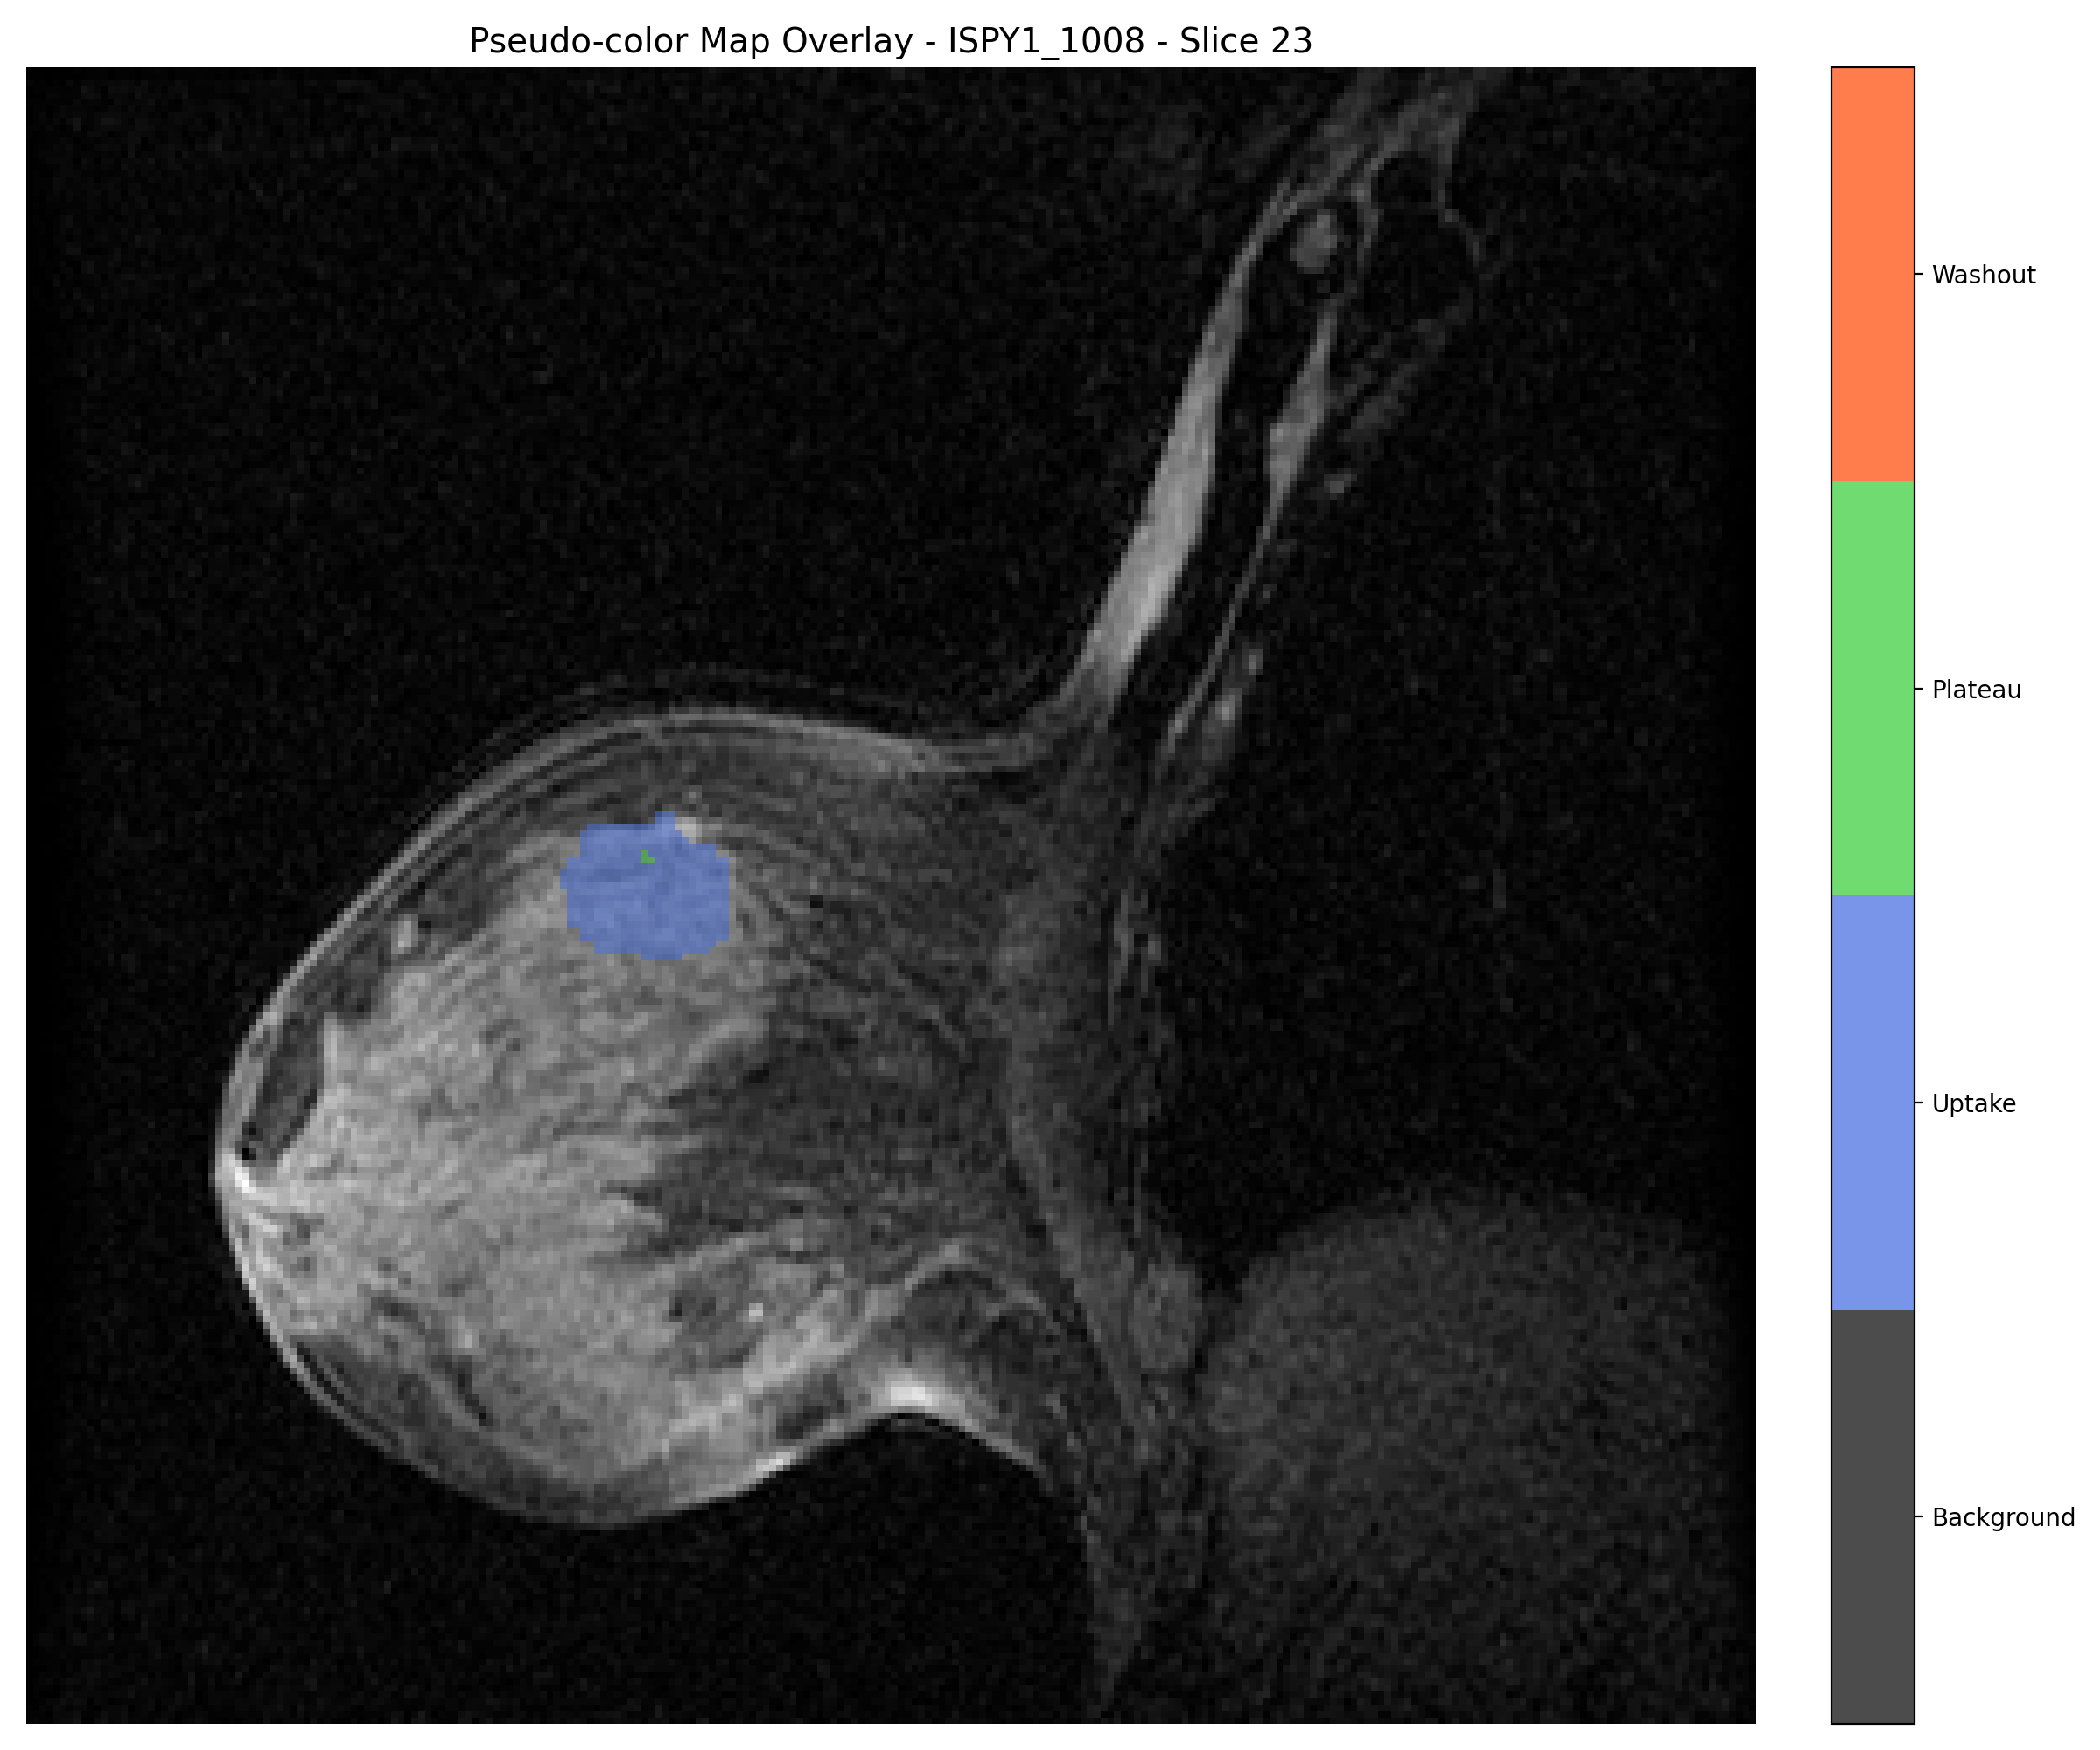 Pseudo-color Map Overlay - ISPY1_1008 - Slice 23
Washout
Plateau
Uptake
Background